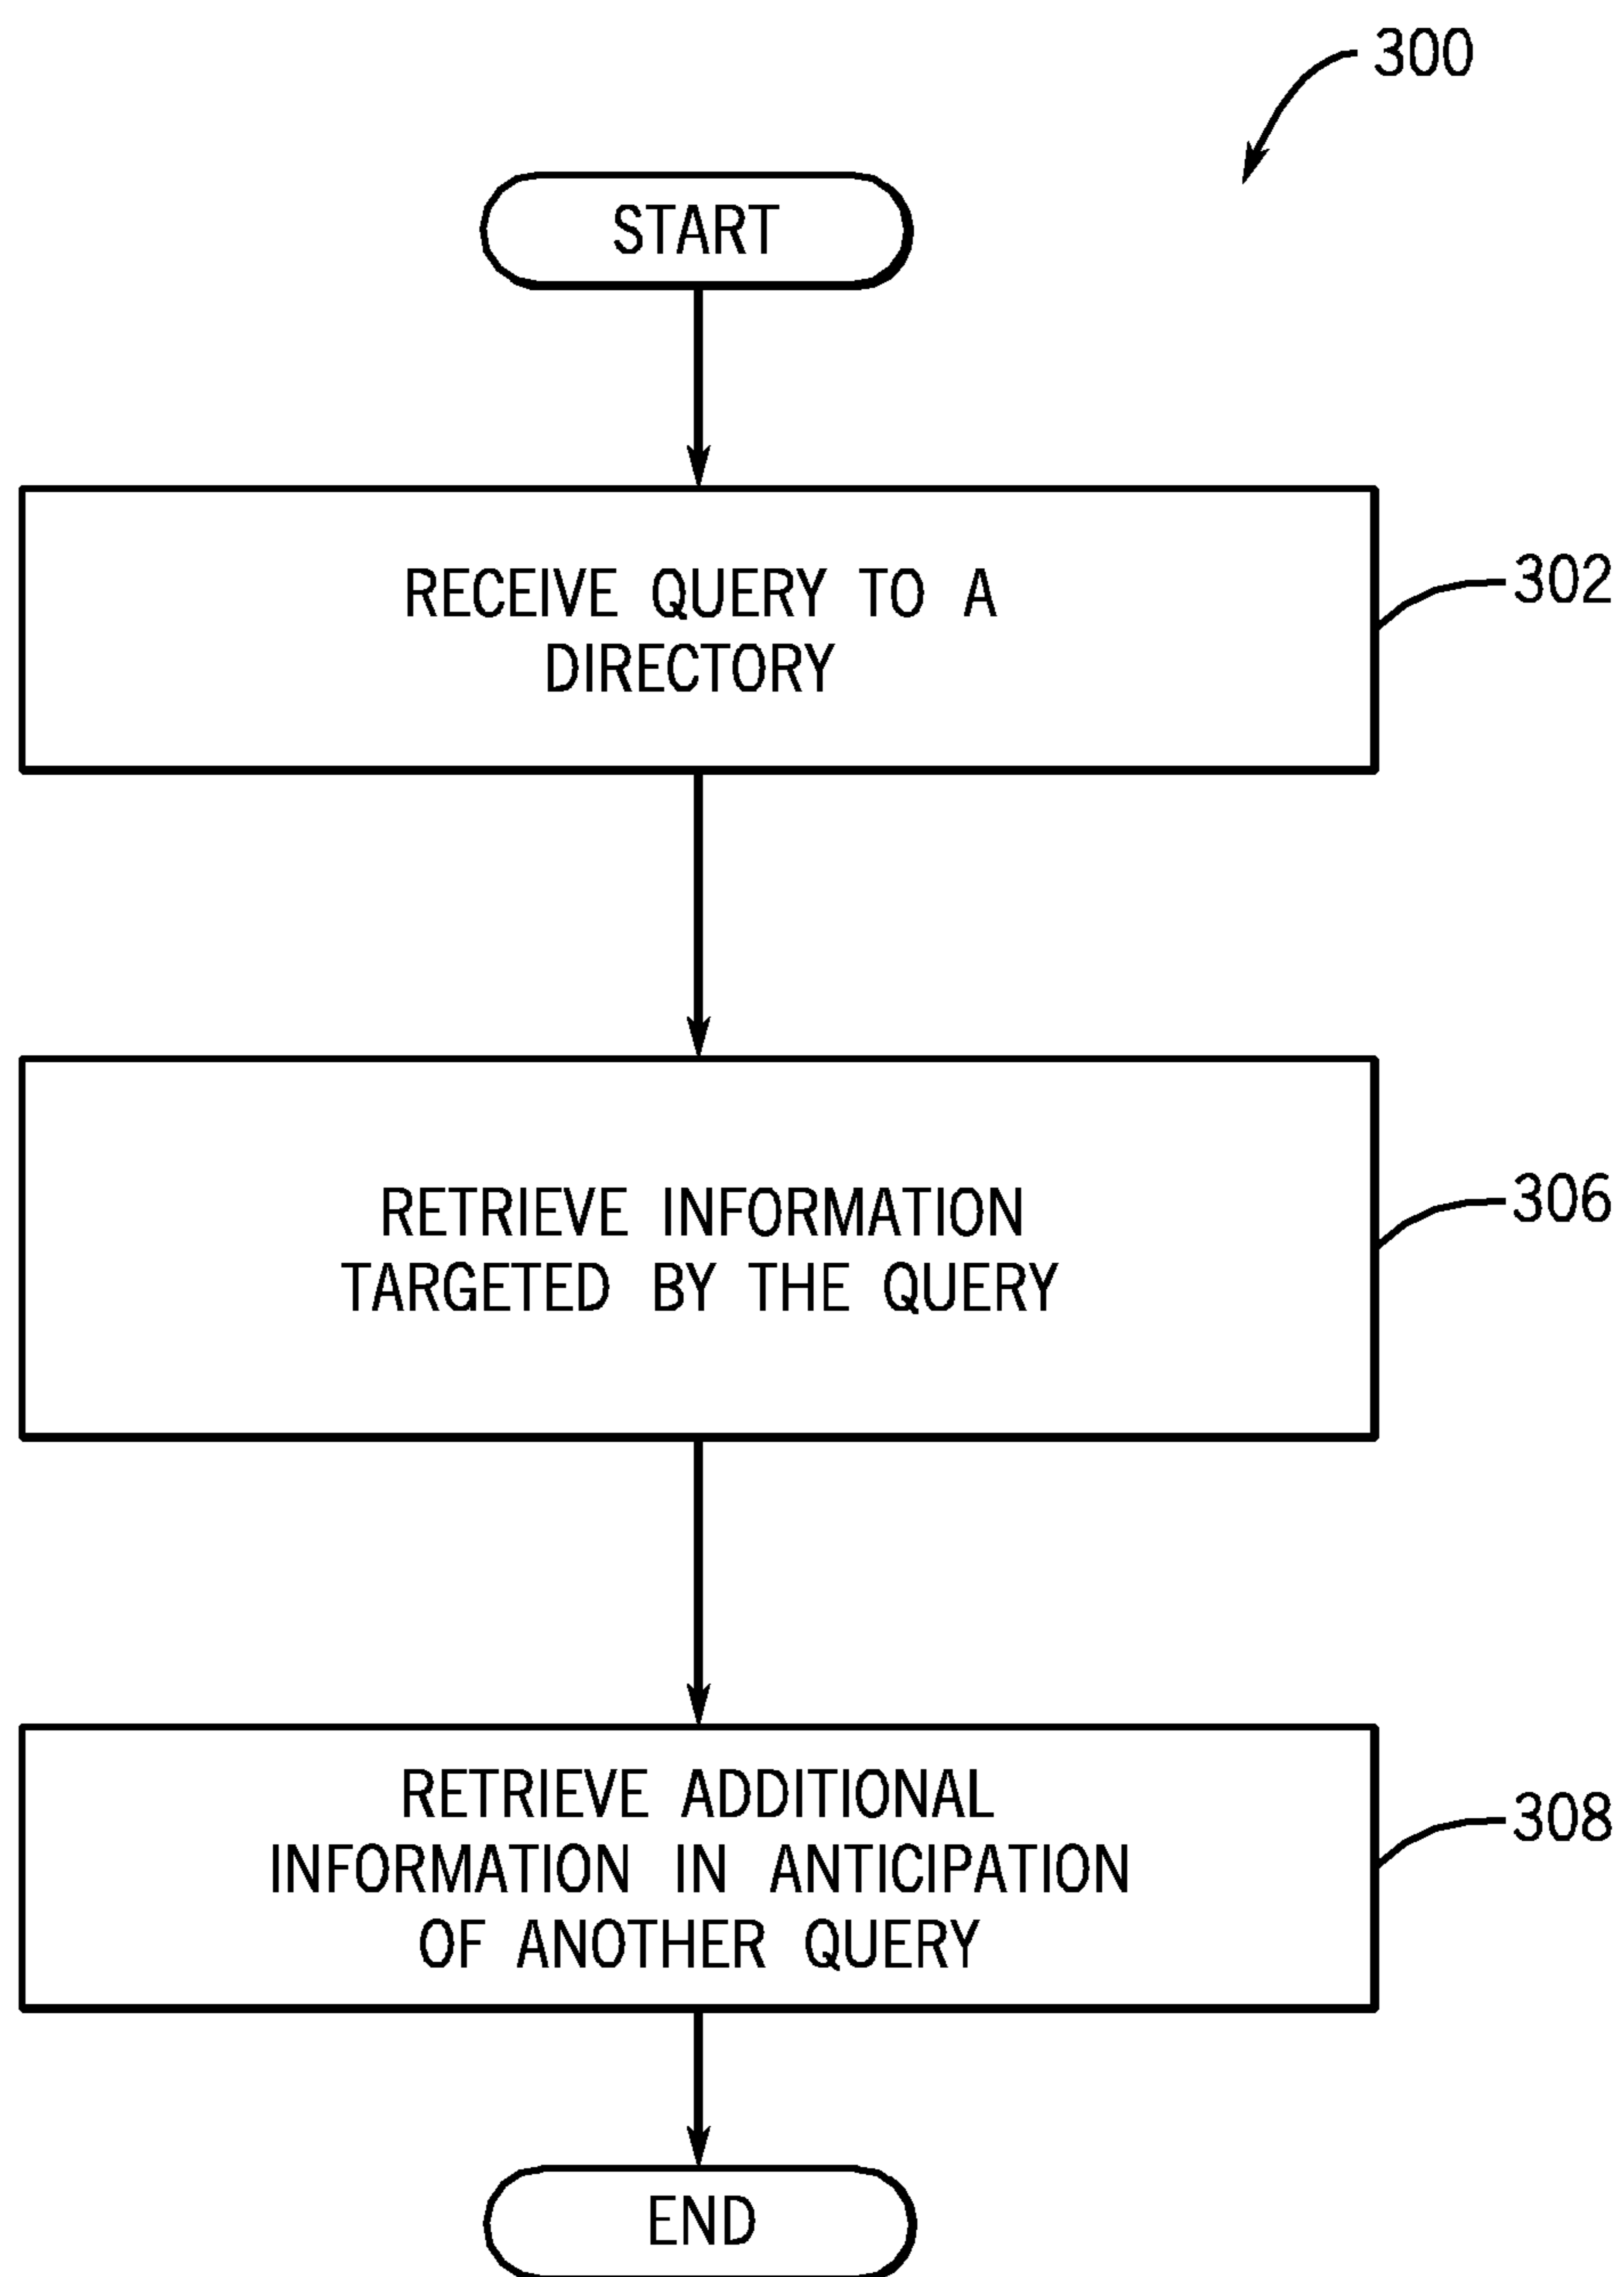 300
START
RECEIVE QUERY TO A
DIRECTORY
302
RETRIEVE INFORMATION
TARGETED BY THE QUERY
306
RETRIEVE ADDITIONAL
INFORMATION IN ANTICIPATION
OF ANOTHER QUERY
308
END